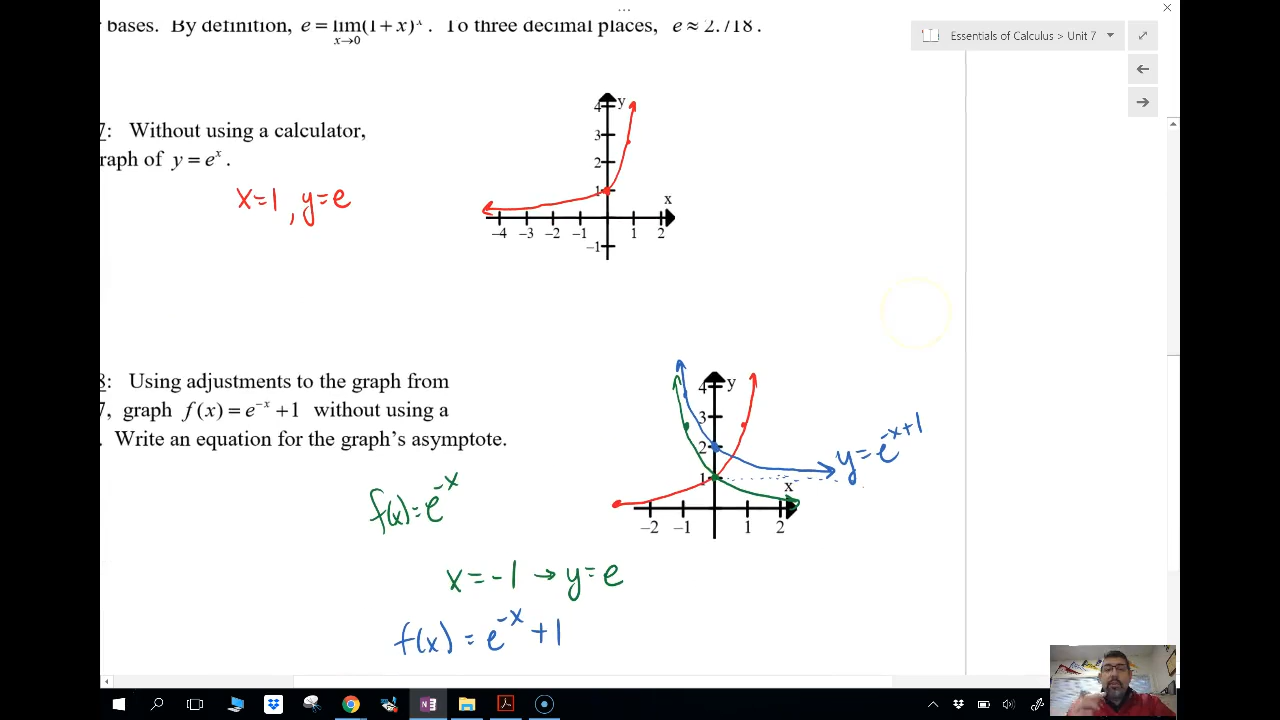 bases. By definition, e = lim(1+x)^x. To three decimal places, e ≈ 2.718.
x→0
Essentials of Calculus > Unit 7
7: Without using a calculator,
raph of y = e^x.
x=1, y=e
4 y
3
2
1
x
-4 -3 -2 -1 1 2
-1
8: Using adjustments to the graph from
7, graph f(x) = e^-x + 1 without using a
. Write an equation for the graph's asymptote.
4 y
3
2
1
x
-2 -1 1 2
y=e^-x+1
f(x)=e^-x
x=-1 → y=e
f(x) = e^-x +1